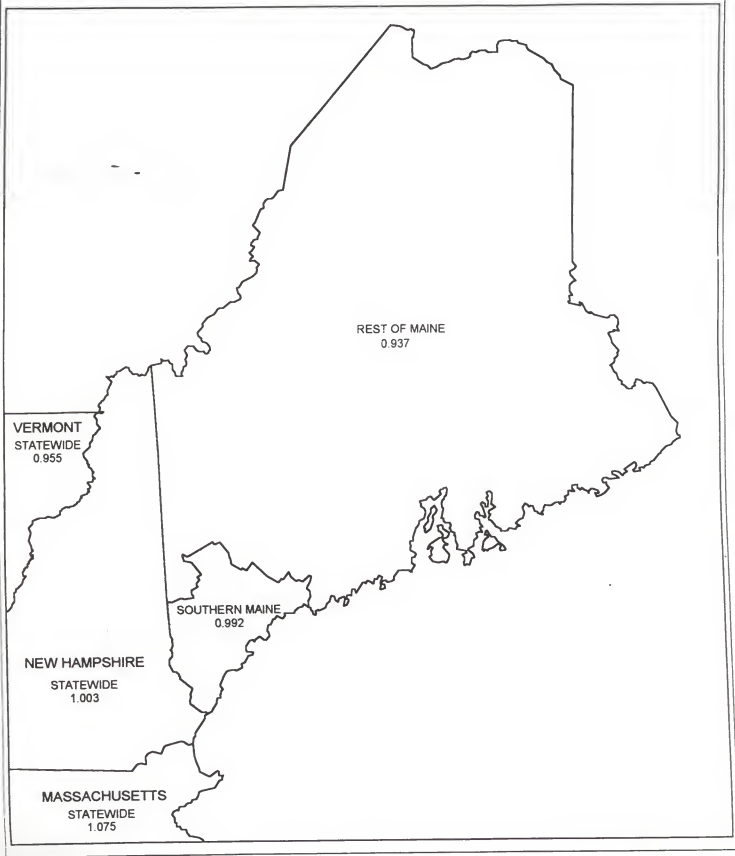 REST OF MAINE
0.937
VERMONT
STATEWIDE
0.955
SOUTHERN MAINE
0.992
NEW HAMPSHIRE
STATEWIDE
1.003
MASSACHUSETTS
STATEWIDE
1.075